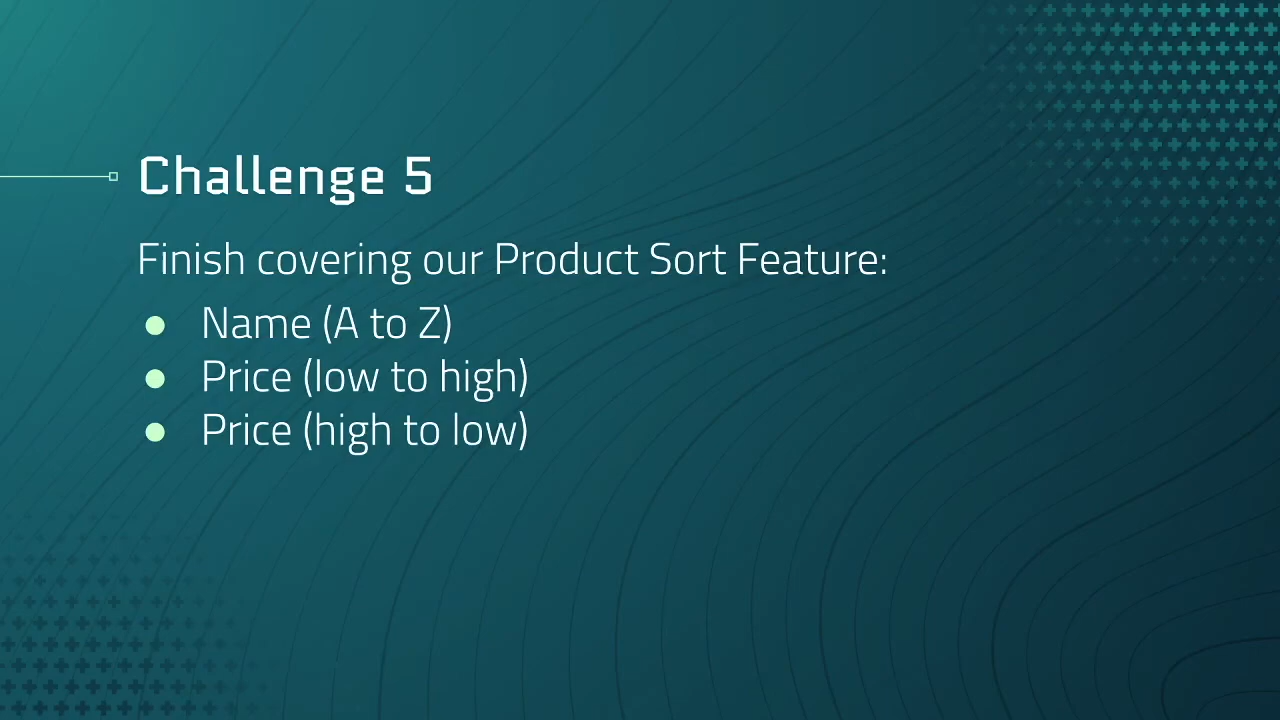 Challenge 5
Finish covering our Product Sort Feature:
● Name (A to Z)
● Price (low to high)
● Price (high to low)